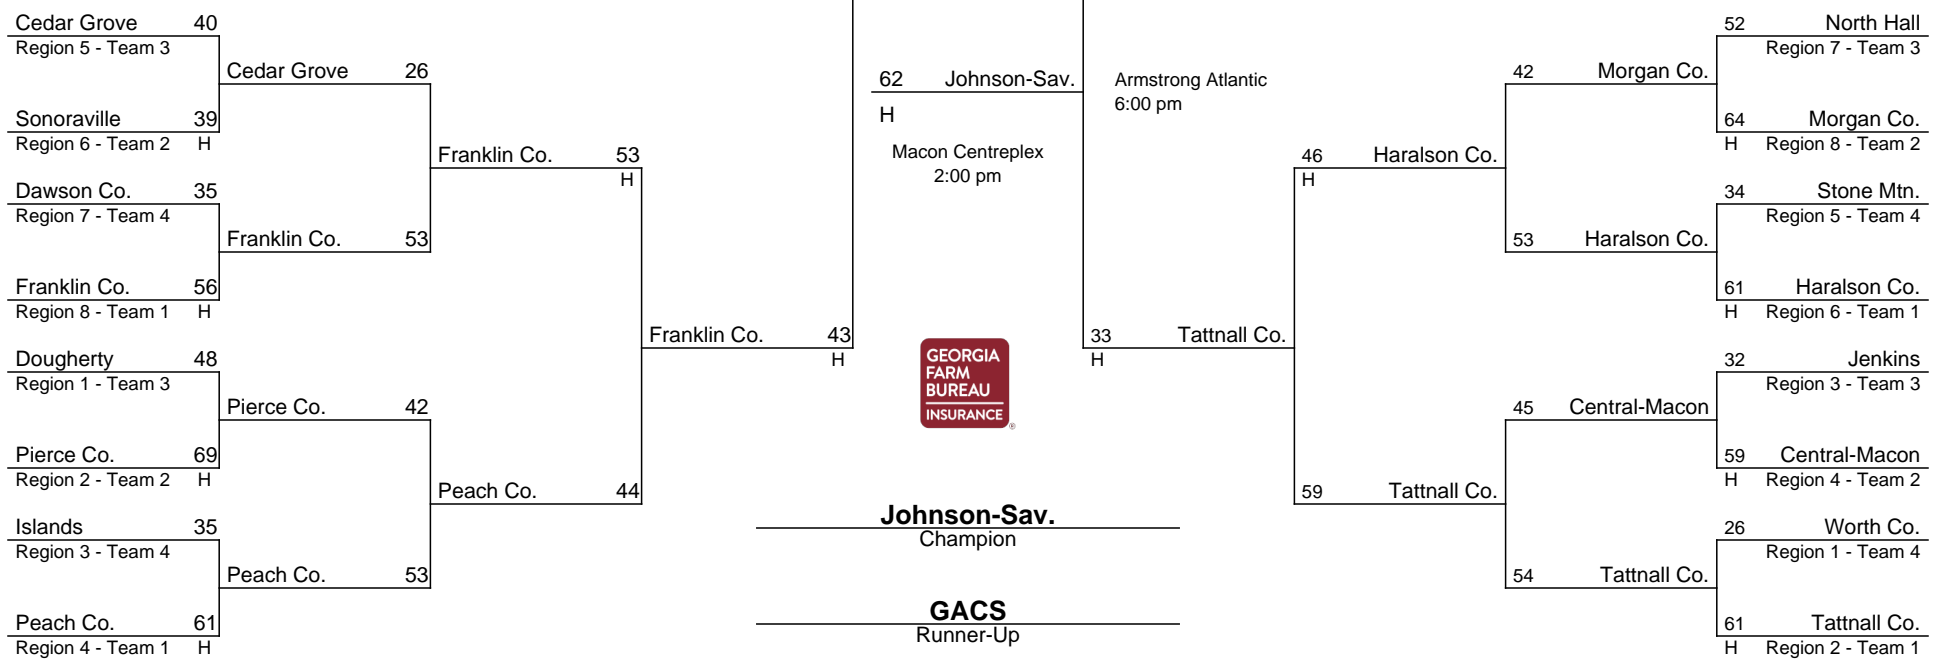 Cedar Grove 40
Region 5 - Team 3
Cedar Grove 26
Sonoraville 39
Region 6 - Team 2 H
Franklin Co. 53
H
Dawson Co. 35
Region 7 - Team 4
Franklin Co. 53
Franklin Co. 56
Region 8 - Team 1 H
Franklin Co. 43
H
Dougherty 48
Region 1 - Team 3
Pierce Co. 42
Pierce Co. 69
Region 2 - Team 2 H
Peach Co. 44
Islands 35
Region 3 - Team 4
Peach Co. 53
Peach Co. 61
Region 4 - Team 1 H
62 Johnson-Sav.
H
Macon Centreplex
2:00 pm
Armstrong Atlantic
6:00 pm
GEORGIA
FARM
BUREAU
INSURANCE
®
Johnson-Sav.
Champion
GACS
Runner-Up
52 North Hall
Region 7 - Team 3
42 Morgan Co.
64 Morgan Co.
H Region 8 - Team 2
46 Haralson Co.
H
34 Stone Mtn.
Region 5 - Team 4
53 Haralson Co.
61 Haralson Co.
H Region 6 - Team 1
33 Tattnall Co.
H
32 Jenkins
Region 3 - Team 3
45 Central-Macon
59 Central-Macon
H Region 4 - Team 2
59 Tattnall Co.
26 Worth Co.
Region 1 - Team 4
54 Tattnall Co.
61 Tattnall Co.
H Region 2 - Team 1